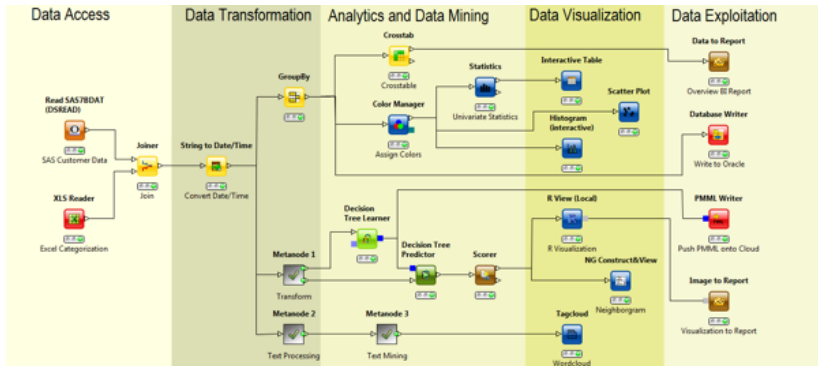 Data Access
Data Transformation
Analytics and Data Mining
Data Visualization
Data Exploitation
Read SAS7BDAT
(DSREAD)
SAS Customer Data
XLS Reader
Excel Categorization
Joiner
Join
String to Date/Time
Convert Date/Time
GroupBy
Metanode 1
Transform
Metanode 2
Text Processing
Crosstab
Crosstable
Color Manager
Assign Colors
Statistics
Univariate Statistics
Decision
Tree Learner
Decision Tree
Predictor
Scorer
Metanode 3
Text Mining
Interactive Table
Scatter Plot
Histogram
(Interactive)
R View (Local)
R Visualization
NG Construct&View
Neighborgram
Tagcloud
Wordcloud
Data to Report
Overview BI Report
Database Writer
Write to Oracle
PMML Writer
Push PMML onto Cloud
Image to Report
Visualization to Report